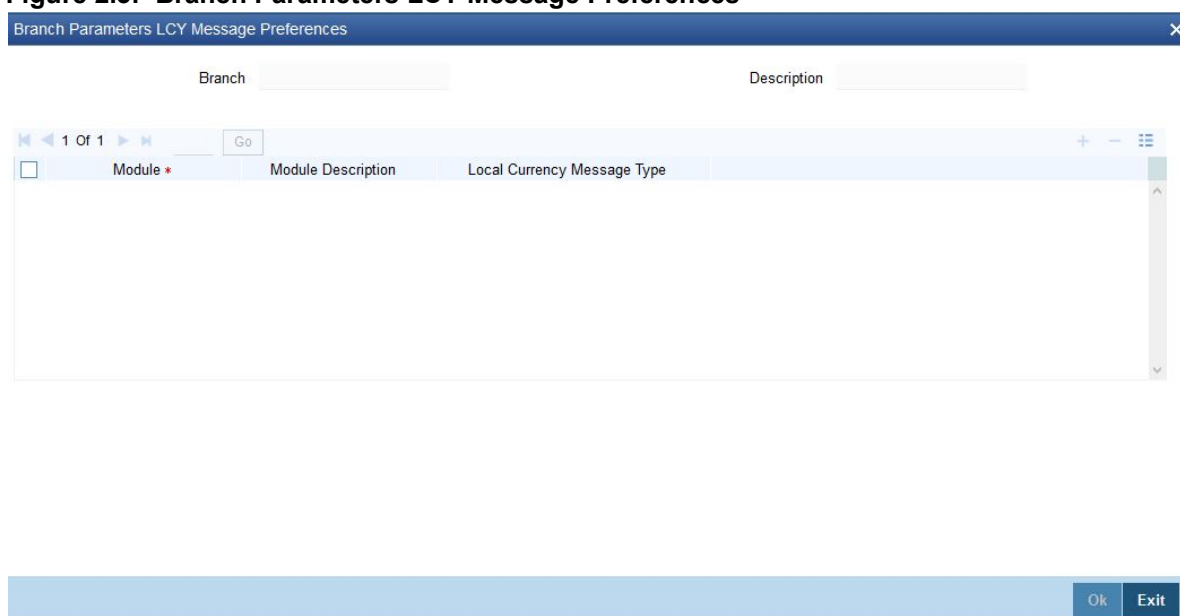 Figure 2.5: Branch Parameters LCY Message Preferences
Branch Parameters LCY Message Preferences
Branch
Description
1 Of 1
Go
Module *
Module Description
Local Currency Message Type
Ok
Exit